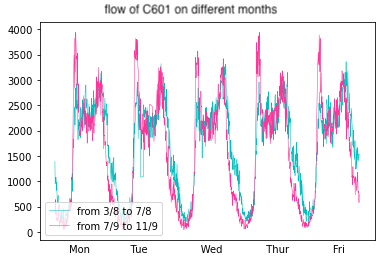 flow of C601 on different months
4000
3500
3000
2500
2000
1500
1000
500
0
from 3/8 to 7/8
from 7/9 to 11/9
Mon Tue Wed Thur Fri